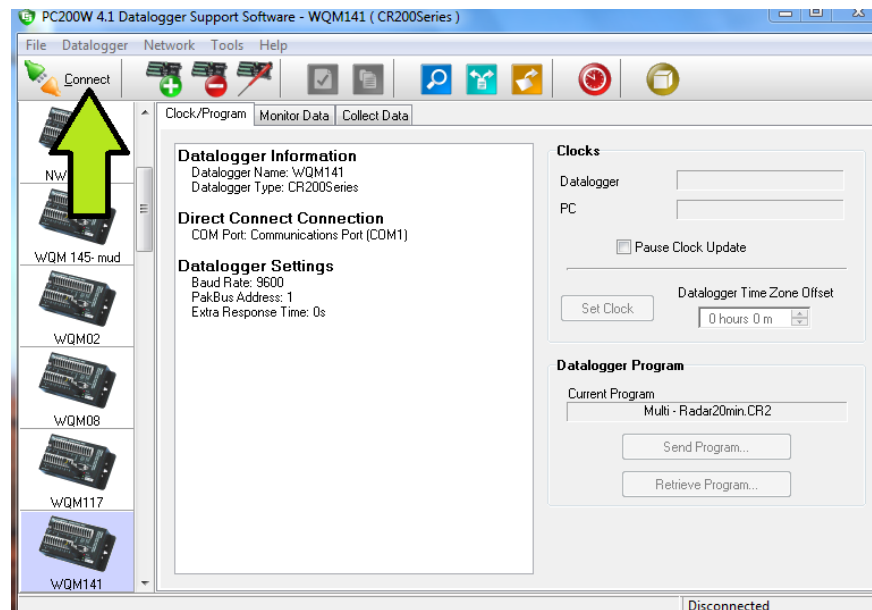 PC200W 4.1 Datalogger Support Software - WQM141 ( CR200Series )
File Datalogger Network Tools Help
Connect
Clock/Program Monitor Data Collect Data
NW
WQM 145- mud
WQM02
WQM08
WQM117
WQM141
Datalogger Information
Datalogger Name: WQM141
Datalogger Type: CR200Series
Direct Connect Connection
COM Port: Communications Port (COM1)
Datalogger Settings
Baud Rate: 9600
PakBus Address: 1
Extra Response Time: 0s
Clocks
Datalogger
PC
Pause Clock Update
Set Clock
Datalogger Time Zone Offset
0 hours 0 m
Datalogger Program
Current Program
Multi - Radar20min.CR2
Send Program...
Retrieve Program...
Disconnected